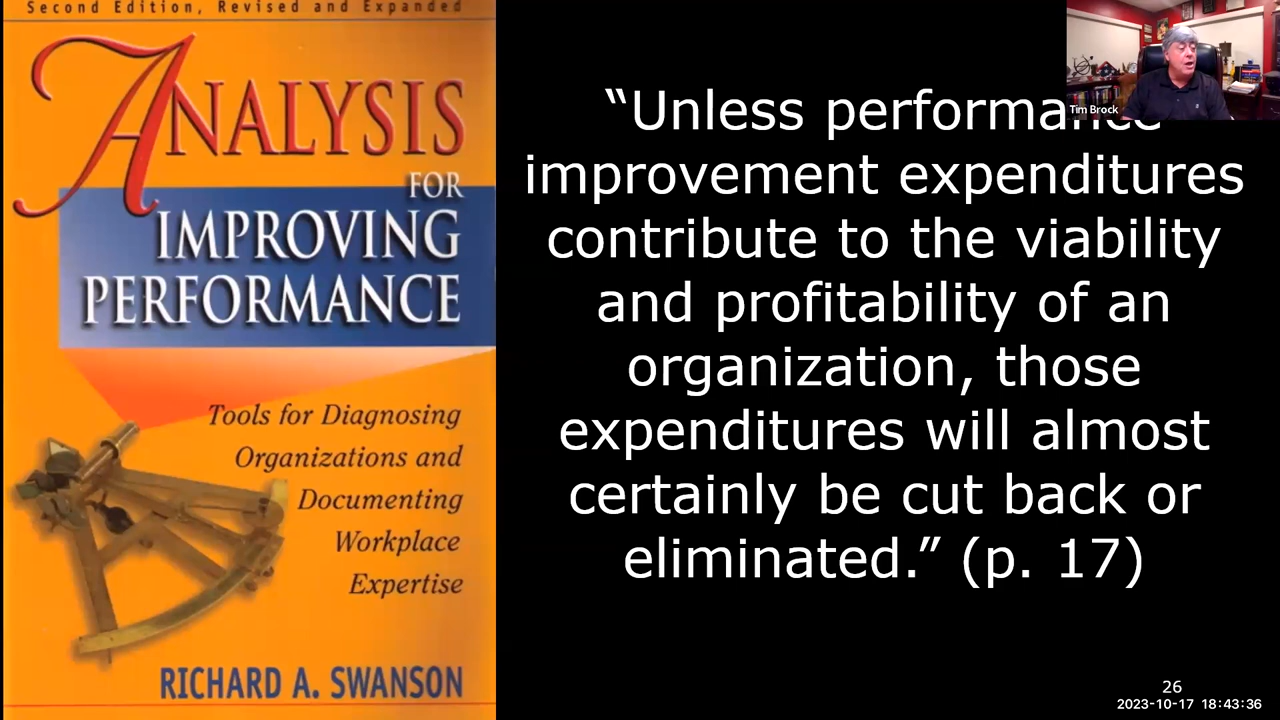 Second Edition, Revised and Expanded
ANALYSIS
FOR
IMPROVING
PERFORMANCE
Tools for Diagnosing
Organizations and
Documenting
Workplace
Expertise
RICHARD A. SWANSON
“Unless performance
improvement expenditures
contribute to the viability
and profitability of an
organization, those
expenditures will almost
certainly be cut back or
eliminated.” (p. 17)
Tim Brock
26
2023-10-17 18:43:36